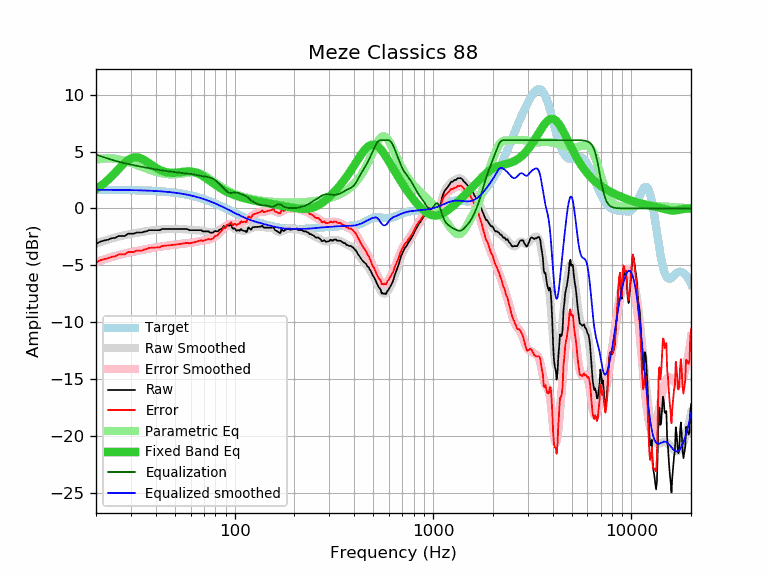 Meze Classics 88
Amplitude (dBr)
10
5
0
−5
−10
−15
−20
−25
Target
Raw Smoothed
Error Smoothed
Raw
Error
Parametric Eq
Fixed Band Eq
Equalization
Equalized smoothed
100
1000
10000
Frequency (Hz)